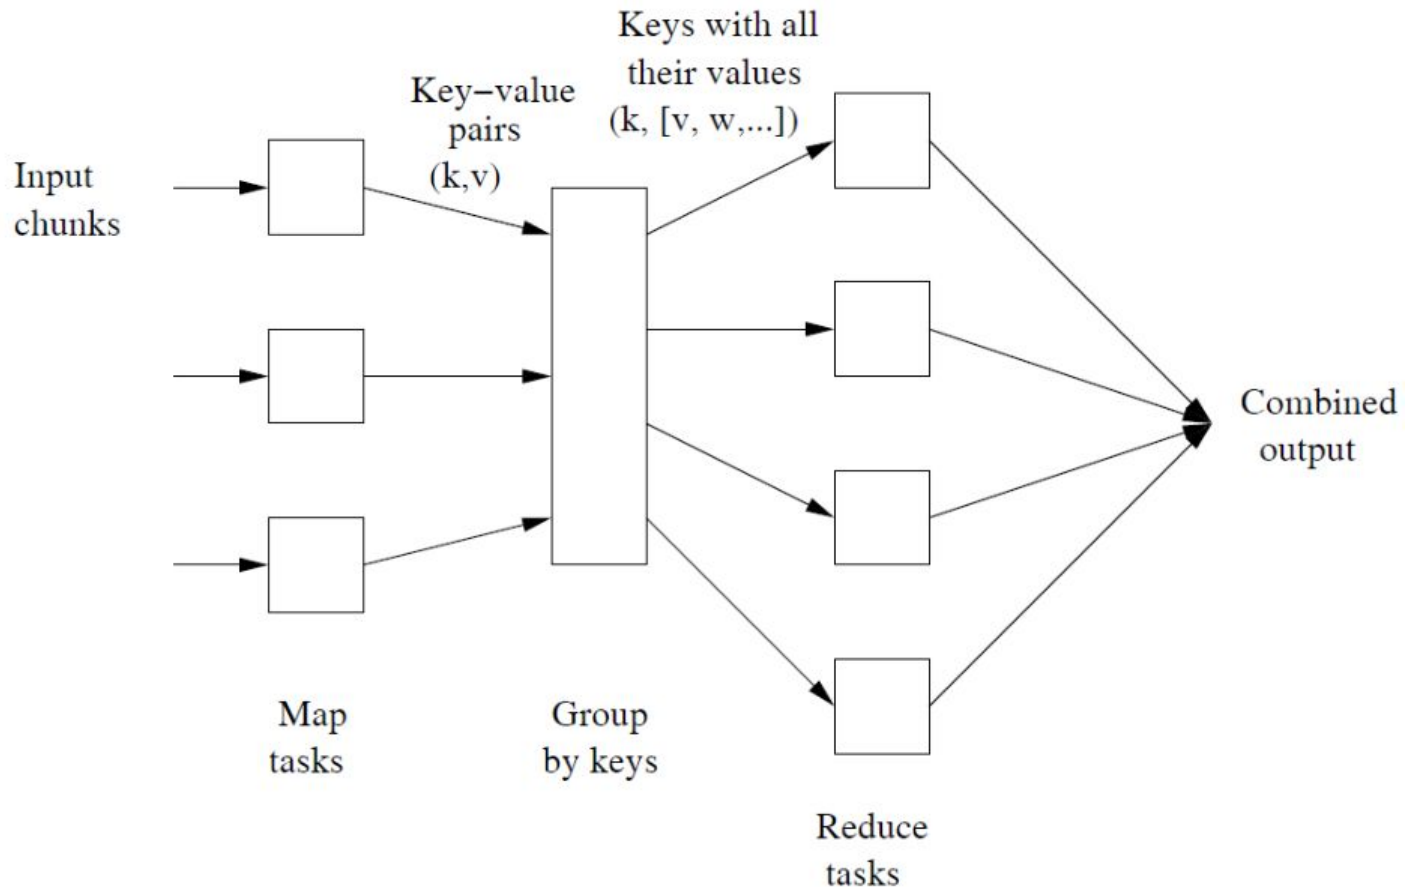 Input
chunks
Key−value
pairs
(k,v)
Keys with all
their values
(k, [v, w,...])
Combined
output
Map
tasks
Group
by keys
Reduce
tasks